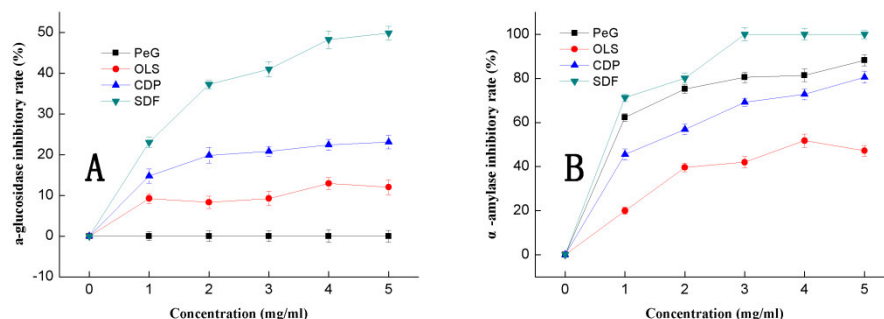 50
40
30
20
10
0
-10
a-glucosidase inhibitory rate (%)
PeG
OLS
CDP
SDF
A
0 1 2 3 4 5
Concentration (mg/ml)
100
80
60
40
20
0
α -amylase inhibitory rate (%)
PeG
OLS
CDP
SDF
B
0 1 2 3 4 5
Concentration (mg/ml)